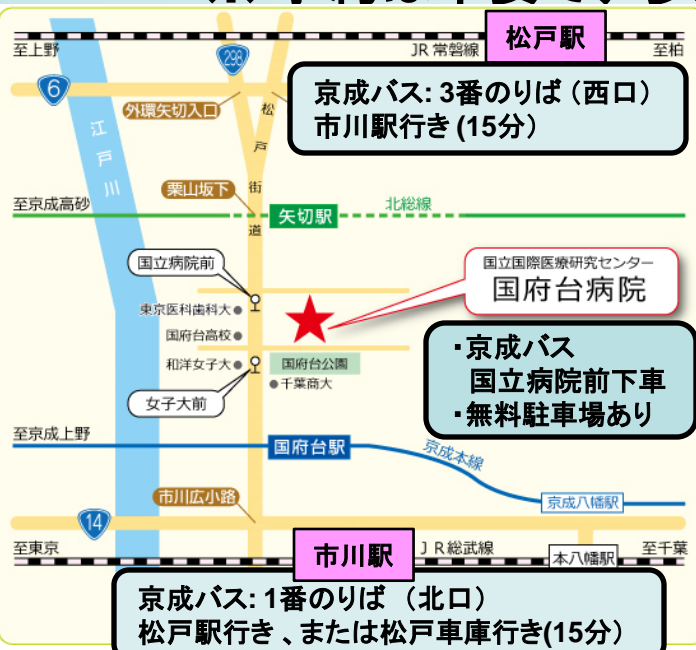 松戸駅
至上野
JR 常磐線
至柏
298
6
京成バス: 3番のりば（西口）
市川駅行き (15分）
外環矢切入口
松戸街道
江戸川
栗山坂下
至京成高砂
矢切駅
北総線
国立病院前
国立国際医療研究センター
国府台病院
東京医科歯科大
国府台高校
和洋女子大
国府台公園
千葉商大
女子大前
・京成バス
国立病院前下車
・無料駐車場あり
至京成上野
国府台駅
京成本線
京成八幡駅
市川広小路
14
至東京
市川駅
ＪＲ総武線
本八幡駅
至千葉
京成バス: 1番のりば （北口）
松戸駅行き 、または松戸車庫行き(15分）